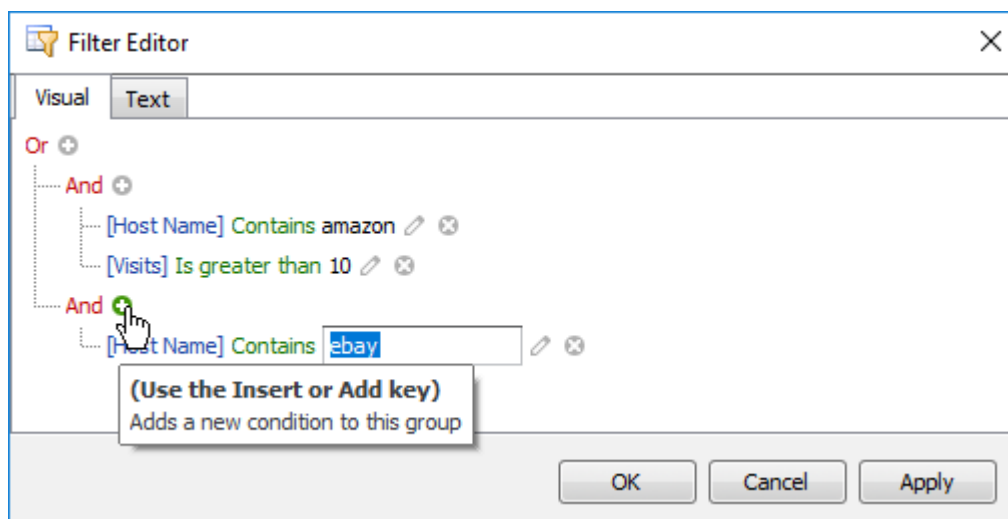 Filter Editor
Visual Text
Or
And
[Host Name] Contains amazon
[Visits] Is greater than 10
And
[Host Name] Contains ebay
(Use the Insert or Add key)
Adds a new condition to this group
OK Cancel Apply